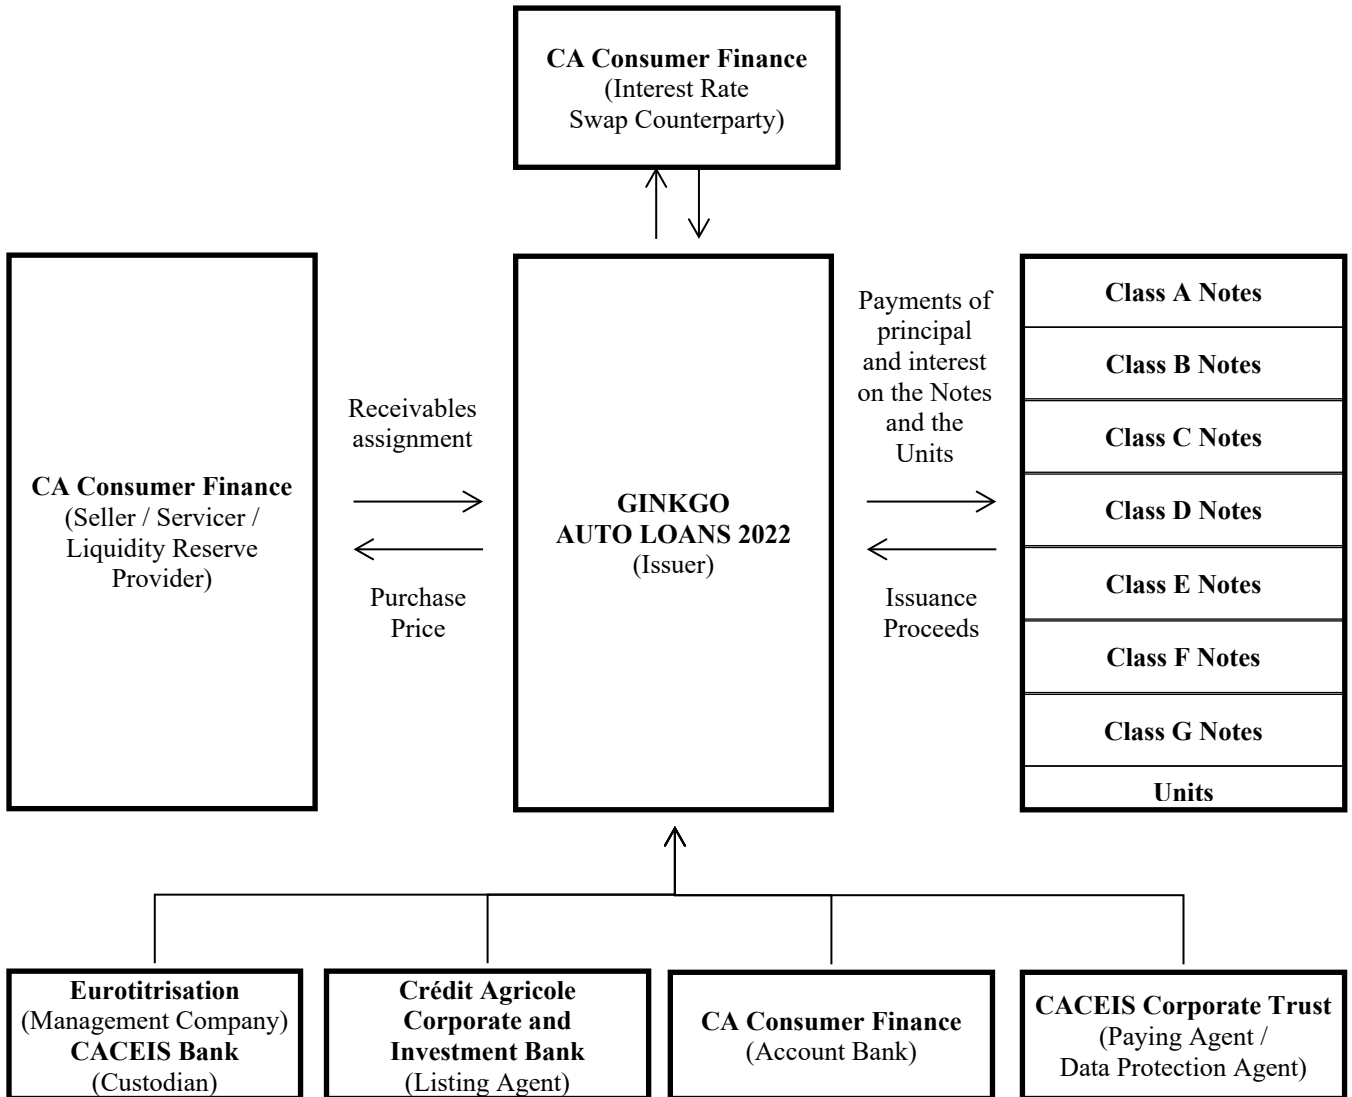 CA Consumer Finance
(Interest Rate
Swap Counterparty)
CA Consumer Finance
(Seller / Servicer /
Liquidity Reserve
Provider)
Receivables
assignment
Purchase
Price
GINKGO
AUTO LOANS 2022
(Issuer)
Payments of
principal
and interest
on the Notes
and the
Units
Issuance
Proceeds
Class A Notes
Class B Notes
Class C Notes
Class D Notes
Class E Notes
Class F Notes
Class G Notes
Units
Eurotitrisation
(Management Company)
CACEIS Bank
(Custodian)
Crédit Agricole
Corporate and
Investment Bank
(Listing Agent)
CA Consumer Finance
(Account Bank)
CACEIS Corporate Trust
(Paying Agent /
Data Protection Agent)